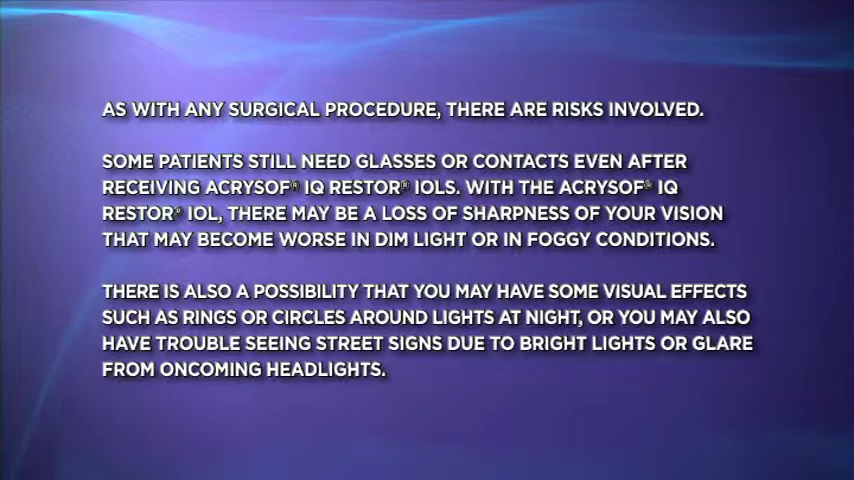 AS WITH ANY SURGICAL PROCEDURE, THERE ARE RISKS INVOLVED.
SOME PATIENTS STILL NEED GLASSES OR CONTACTS EVEN AFTER
RECEIVING ACRYSOF® IQ RESTOR® IOLS. WITH THE ACRYSOF® IQ
RESTOR® IOL, THERE MAY BE A LOSS OF SHARPNESS OF YOUR VISION
THAT MAY BECOME WORSE IN DIM LIGHT OR IN FOGGY CONDITIONS.
THERE IS ALSO A POSSIBILITY THAT YOU MAY HAVE SOME VISUAL EFFECTS
SUCH AS RINGS OR CIRCLES AROUND LIGHTS AT NIGHT, OR YOU MAY ALSO
HAVE TROUBLE SEEING STREET SIGNS DUE TO BRIGHT LIGHTS OR GLARE
FROM ONCOMING HEADLIGHTS.